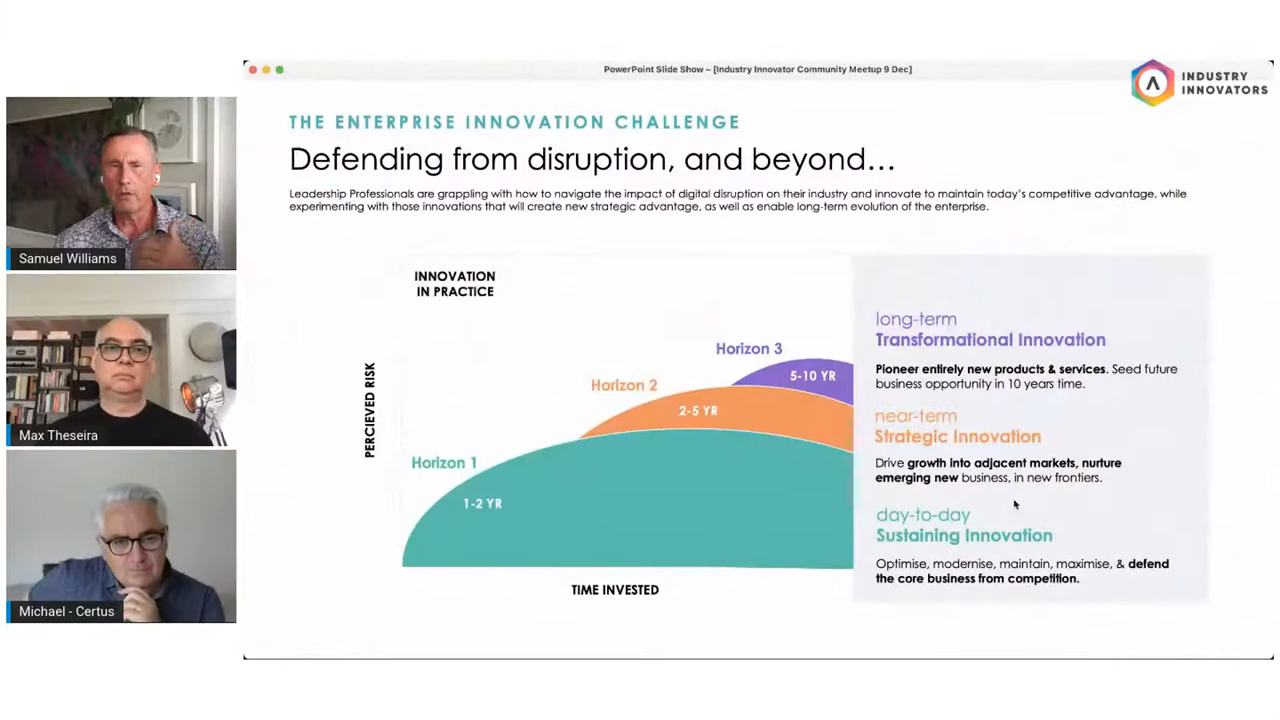 PowerPoint Slide Show – [Industry Innovator Community Meetup 9 Dec]
INDUSTRY
INNOVATORS
THE ENTERPRISE INNOVATION CHALLENGE
Defending from disruption, and beyond...
Leadership Professionals are grappling with how to navigate the impact of digital disruption on their industry and innovate to maintain today's competitive advantage, while
experimenting with those innovations that will create new strategic advantage, as well as enable long-term evolution of the enterprise.
INNOVATION
IN PRACTICE
PERCIEVED RISK
Horizon 3
5-10 YR
Horizon 2
2-5 YR
Horizon 1
1-2 YR
TIME INVESTED
long-term
Transformational Innovation
Pioneer entirely new products & services. Seed future
business opportunity in 10 years time.
near-term
Strategic Innovation
Drive growth into adjacent markets, nurture
emerging new business, in new frontiers.
day-to-day
Sustaining Innovation
Optimise, modernise, maintain, maximise, & defend
the core business from competition.
Samuel Williams
Max Theseira
Michael - Certus